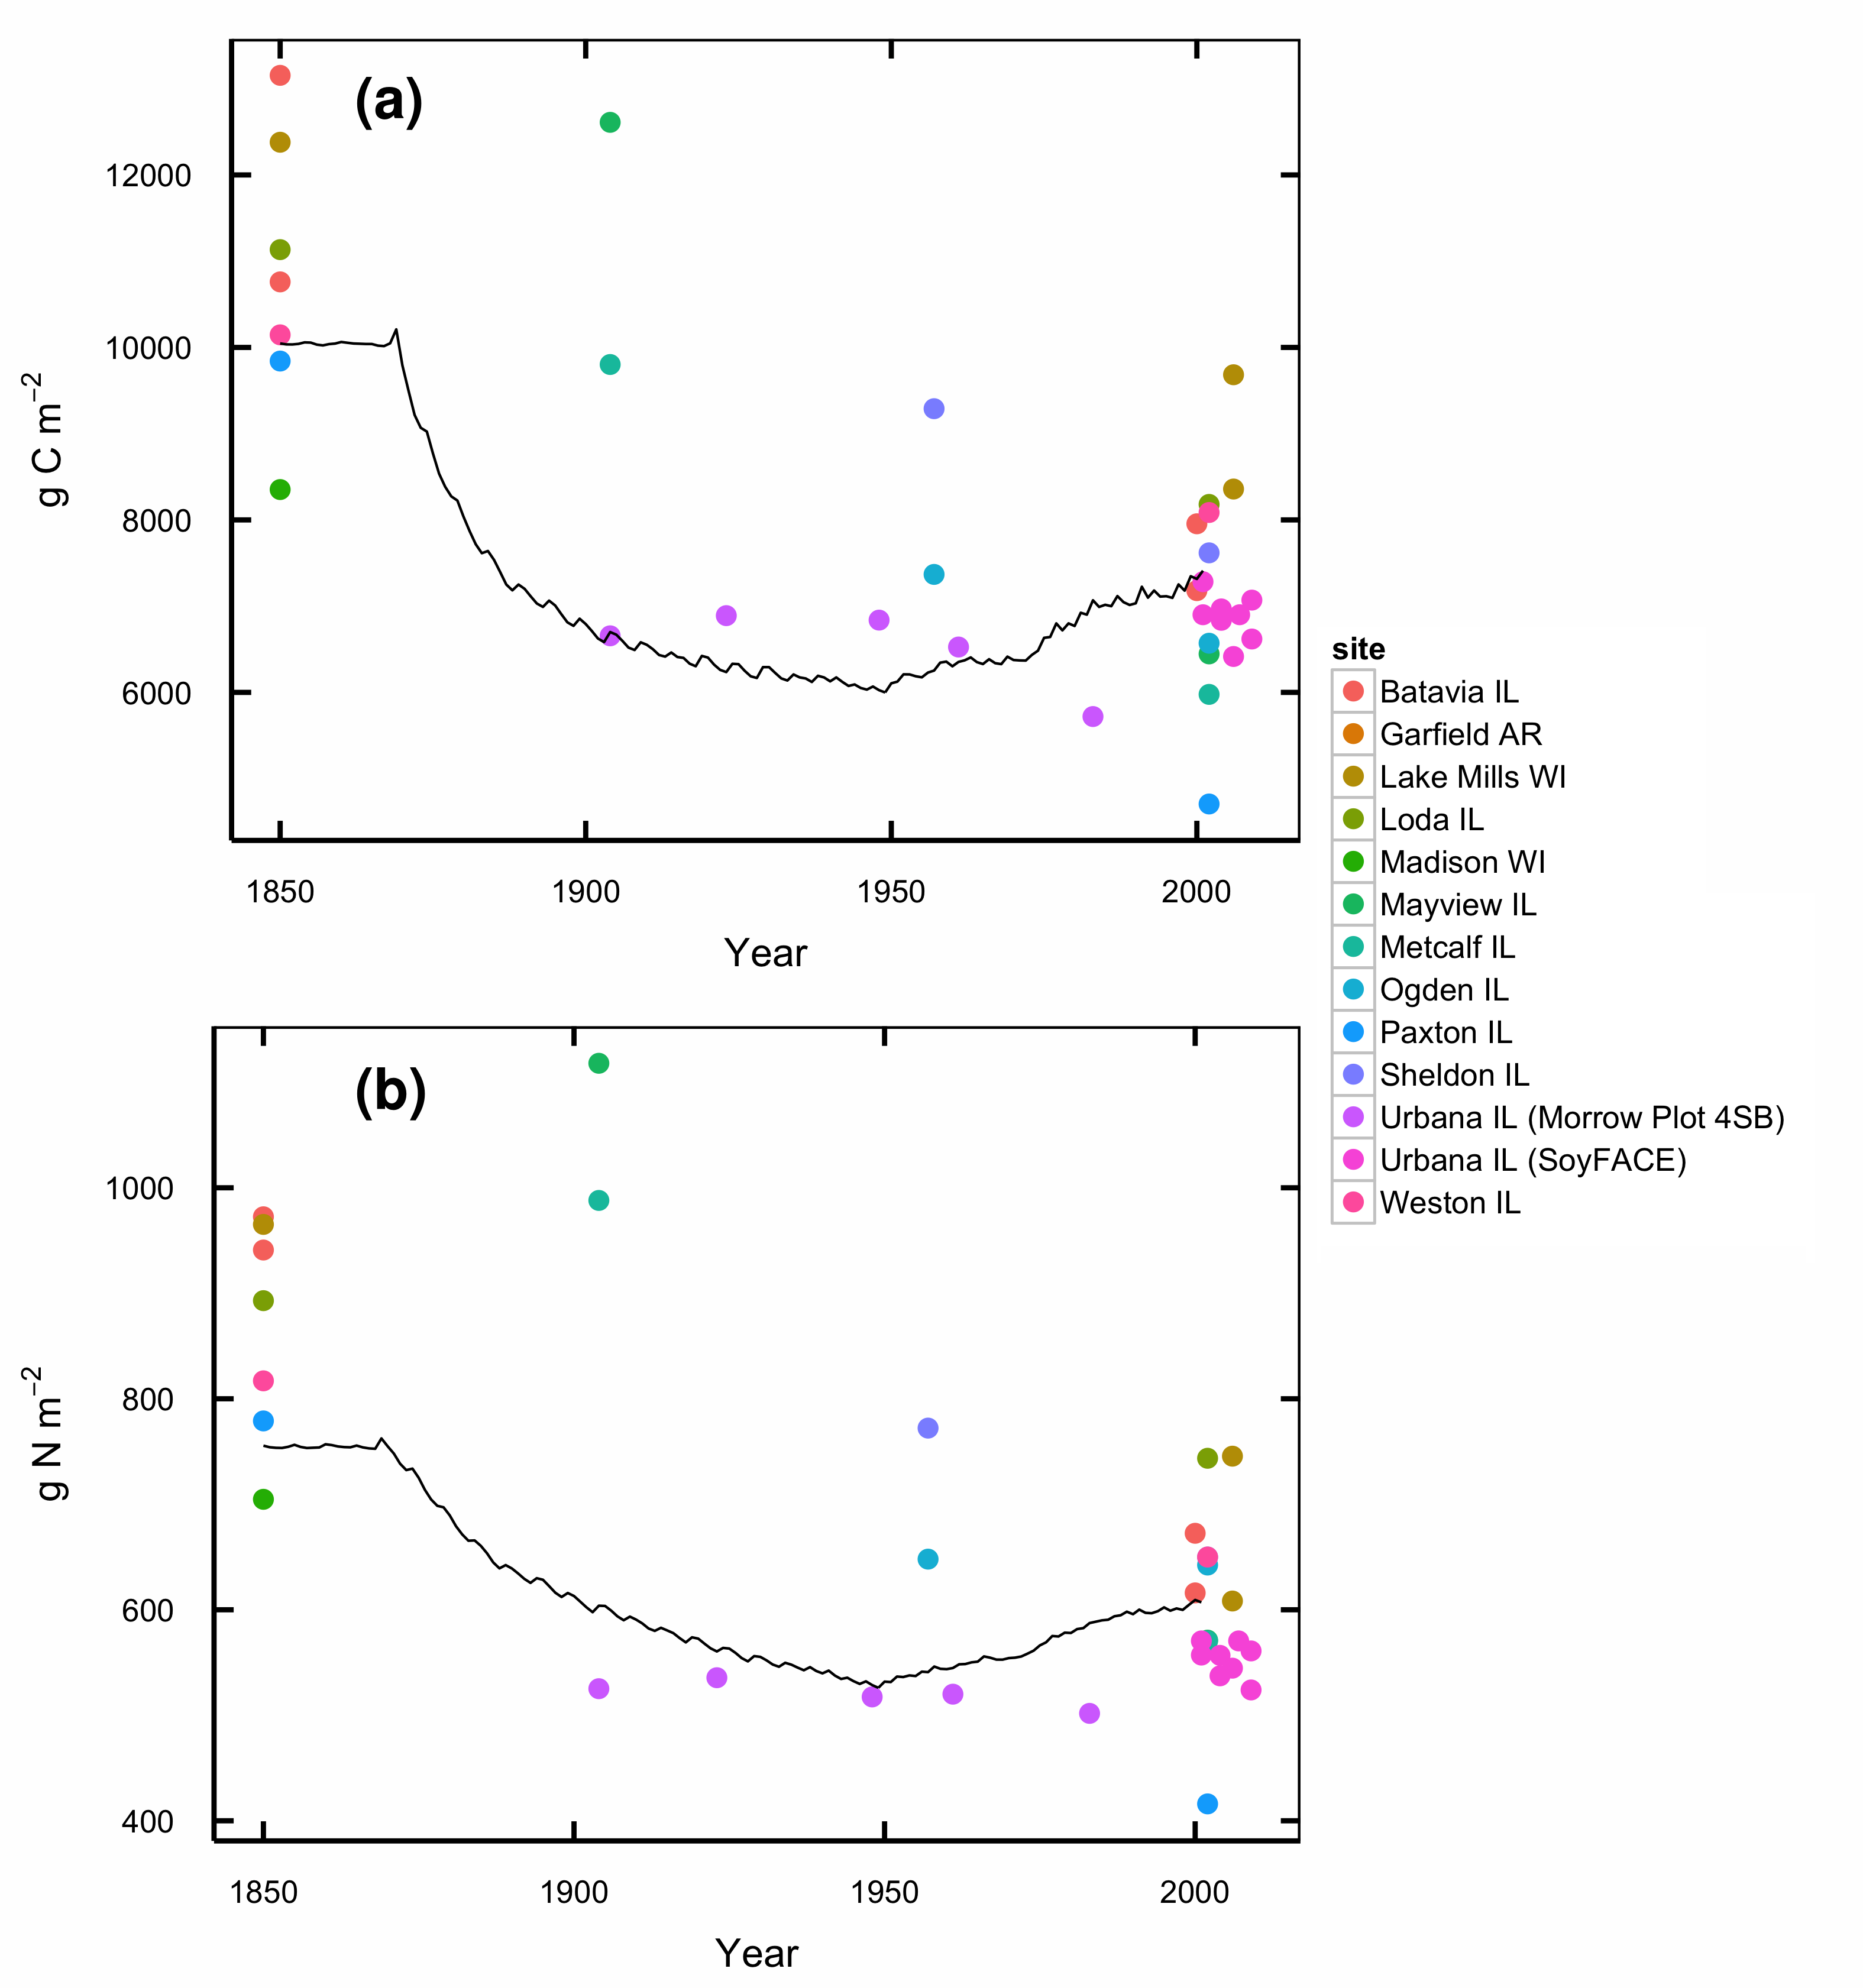 (a)
12000
10000
8000
6000
g C m⁻²
1850 1900 1950 2000
Year
site
Batavia IL
Garfield AR
Lake Mills WI
Loda IL
Madison WI
Mayview IL
Metcalf IL
Ogden IL
Paxton IL
Sheldon IL
Urbana IL (Morrow Plot 4SB)
Urbana IL (SoyFACE)
Weston IL
(b)
1000
800
600
400
g N m⁻²
1850 1900 1950 2000
Year